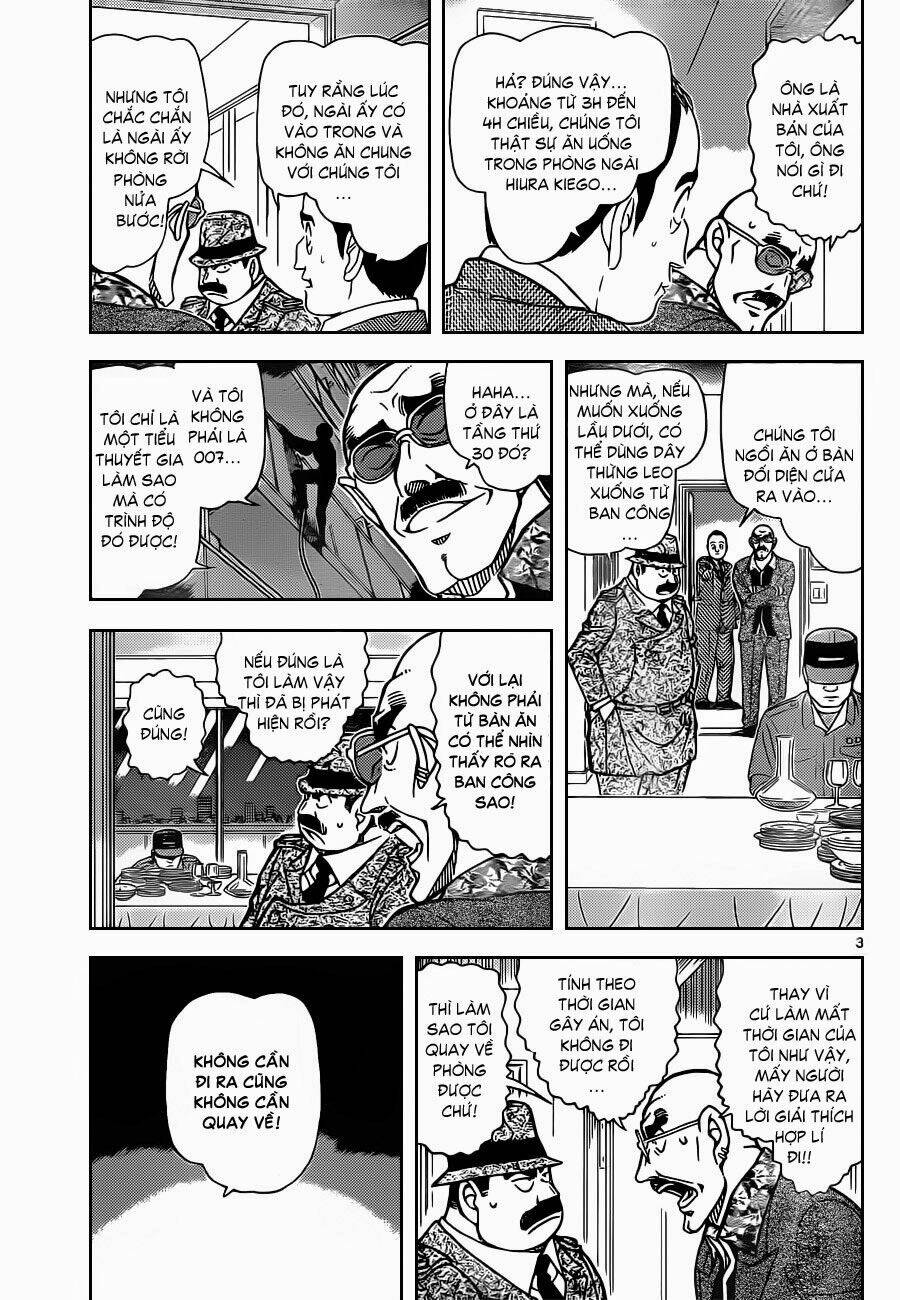 ÔNG LÀ
NHÀ XUẤT
BẢN CỦA
TÔI, ÔNG
NÓI GÌ ĐI
CHỨ!
HẢ? ĐÚNG VẬY...
KHOẢNG TỪ 3H ĐẾN
4H CHIỀU, CHÚNG TÔI
THẬT SỰ ĂN UỐNG
TRONG PHÒNG NGÀI
HIURA KIEGO...
TUY RẰNG LÚC
ĐÓ, NGÀI ẤY CÓ
VÀO TRONG VÀ
KHÔNG ĂN CHUNG
VỚI CHÚNG TÔI
...
NHƯNG TÔI
CHẮC CHẮN
LÀ NGÀI ẤY
KHÔNG RỜI
PHÒNG
NỬA
BƯỚC!
CHÚNG TÔI
NGỒI ĂN Ở BÀN
ĐỐI DIỆN CỬA
RA VÀO...
NHƯNG MÀ, NẾU
MUỐN XUỐNG
LẦU DƯỚI, CÓ
THỂ DÙNG DÂY
THỪNG LEO
XUỐNG TỪ
BAN CÔNG
...
HAHA...
Ở ĐÂY LÀ
TẦNG THỨ
30 ĐÓ?
VÀ TÔI
KHÔNG
PHẢI LÀ
007...
TÔI CHỈ LÀ
MỘT TIỂU
THUYẾT GIA
LÀM SAO
MÀ CÓ
TRÌNH ĐỘ
ĐÓ ĐƯỢC!
VỚI LẠI
KHÔNG PHẢI
TỪ BÀN ĂN
CÓ THỂ NHÌN
THẤY RÕ RA
BAN CÔNG
SAO!
NẾU ĐÚNG LÀ
TÔI LÀM VẬY
THÌ ĐÃ BỊ PHÁT
HIỆN RỒI?
CŨNG
ĐÚNG!
3
THAY VÌ
CỨ LÀM MẤT
THỜI GIAN CỦA
TÔI NHƯ VẬY,
MẤY NGƯỜI
HÃY ĐƯA RA
LỜI GIẢI THÍCH
HỢP LÍ
ĐI!!
TÍNH THEO
THỜI GIAN
GÂY ÁN, TÔI
KHÔNG ĐI
ĐƯỢC RỒI
...
THÌ LÀM
SAO TÔI
QUAY VỀ
PHÒNG
ĐƯỢC
CHỨ!
KHÔNG CẦN
ĐI RA CŨNG
KHÔNG CẦN
QUAY VỀ!